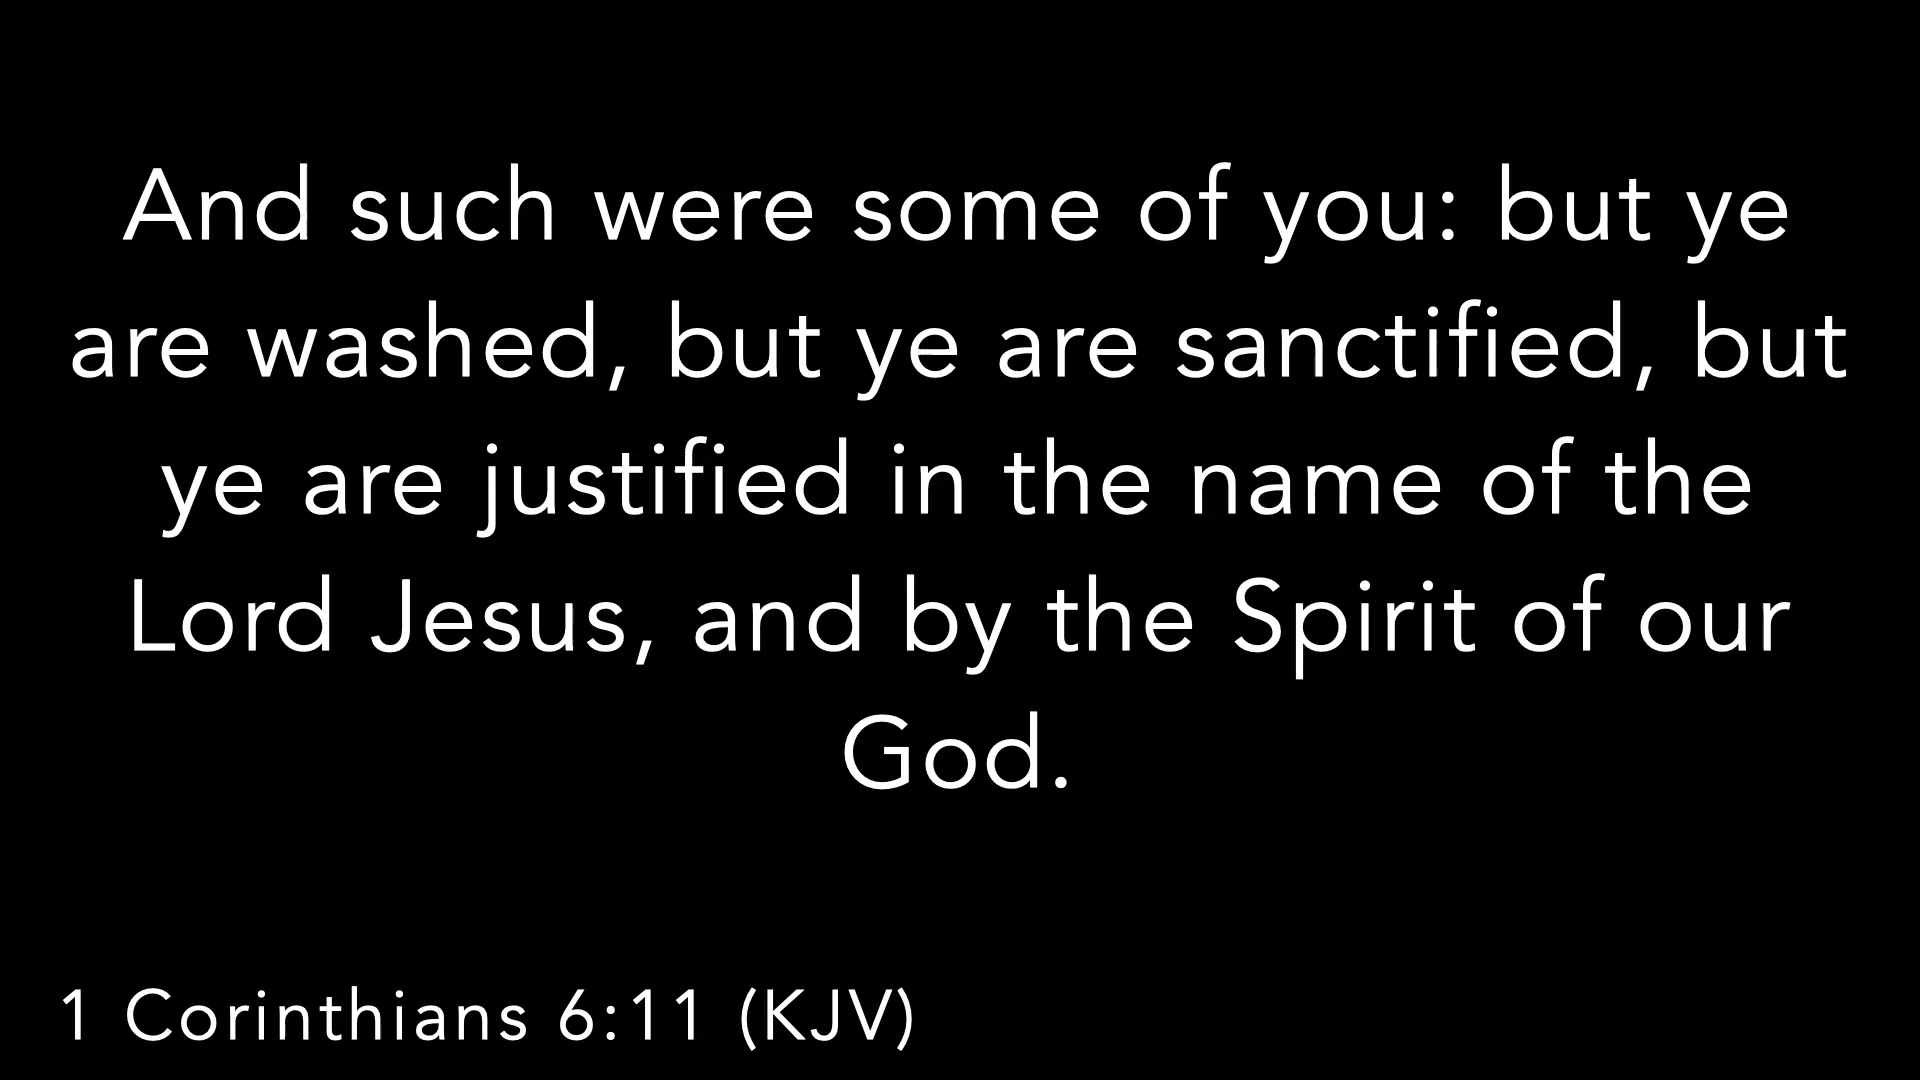 And such were some of you: but ye
are washed, but ye are sanctified, but
ye are justified in the name of the
Lord Jesus, and by the Spirit of our
God.
1 Corinthians 6:11 (KJV)